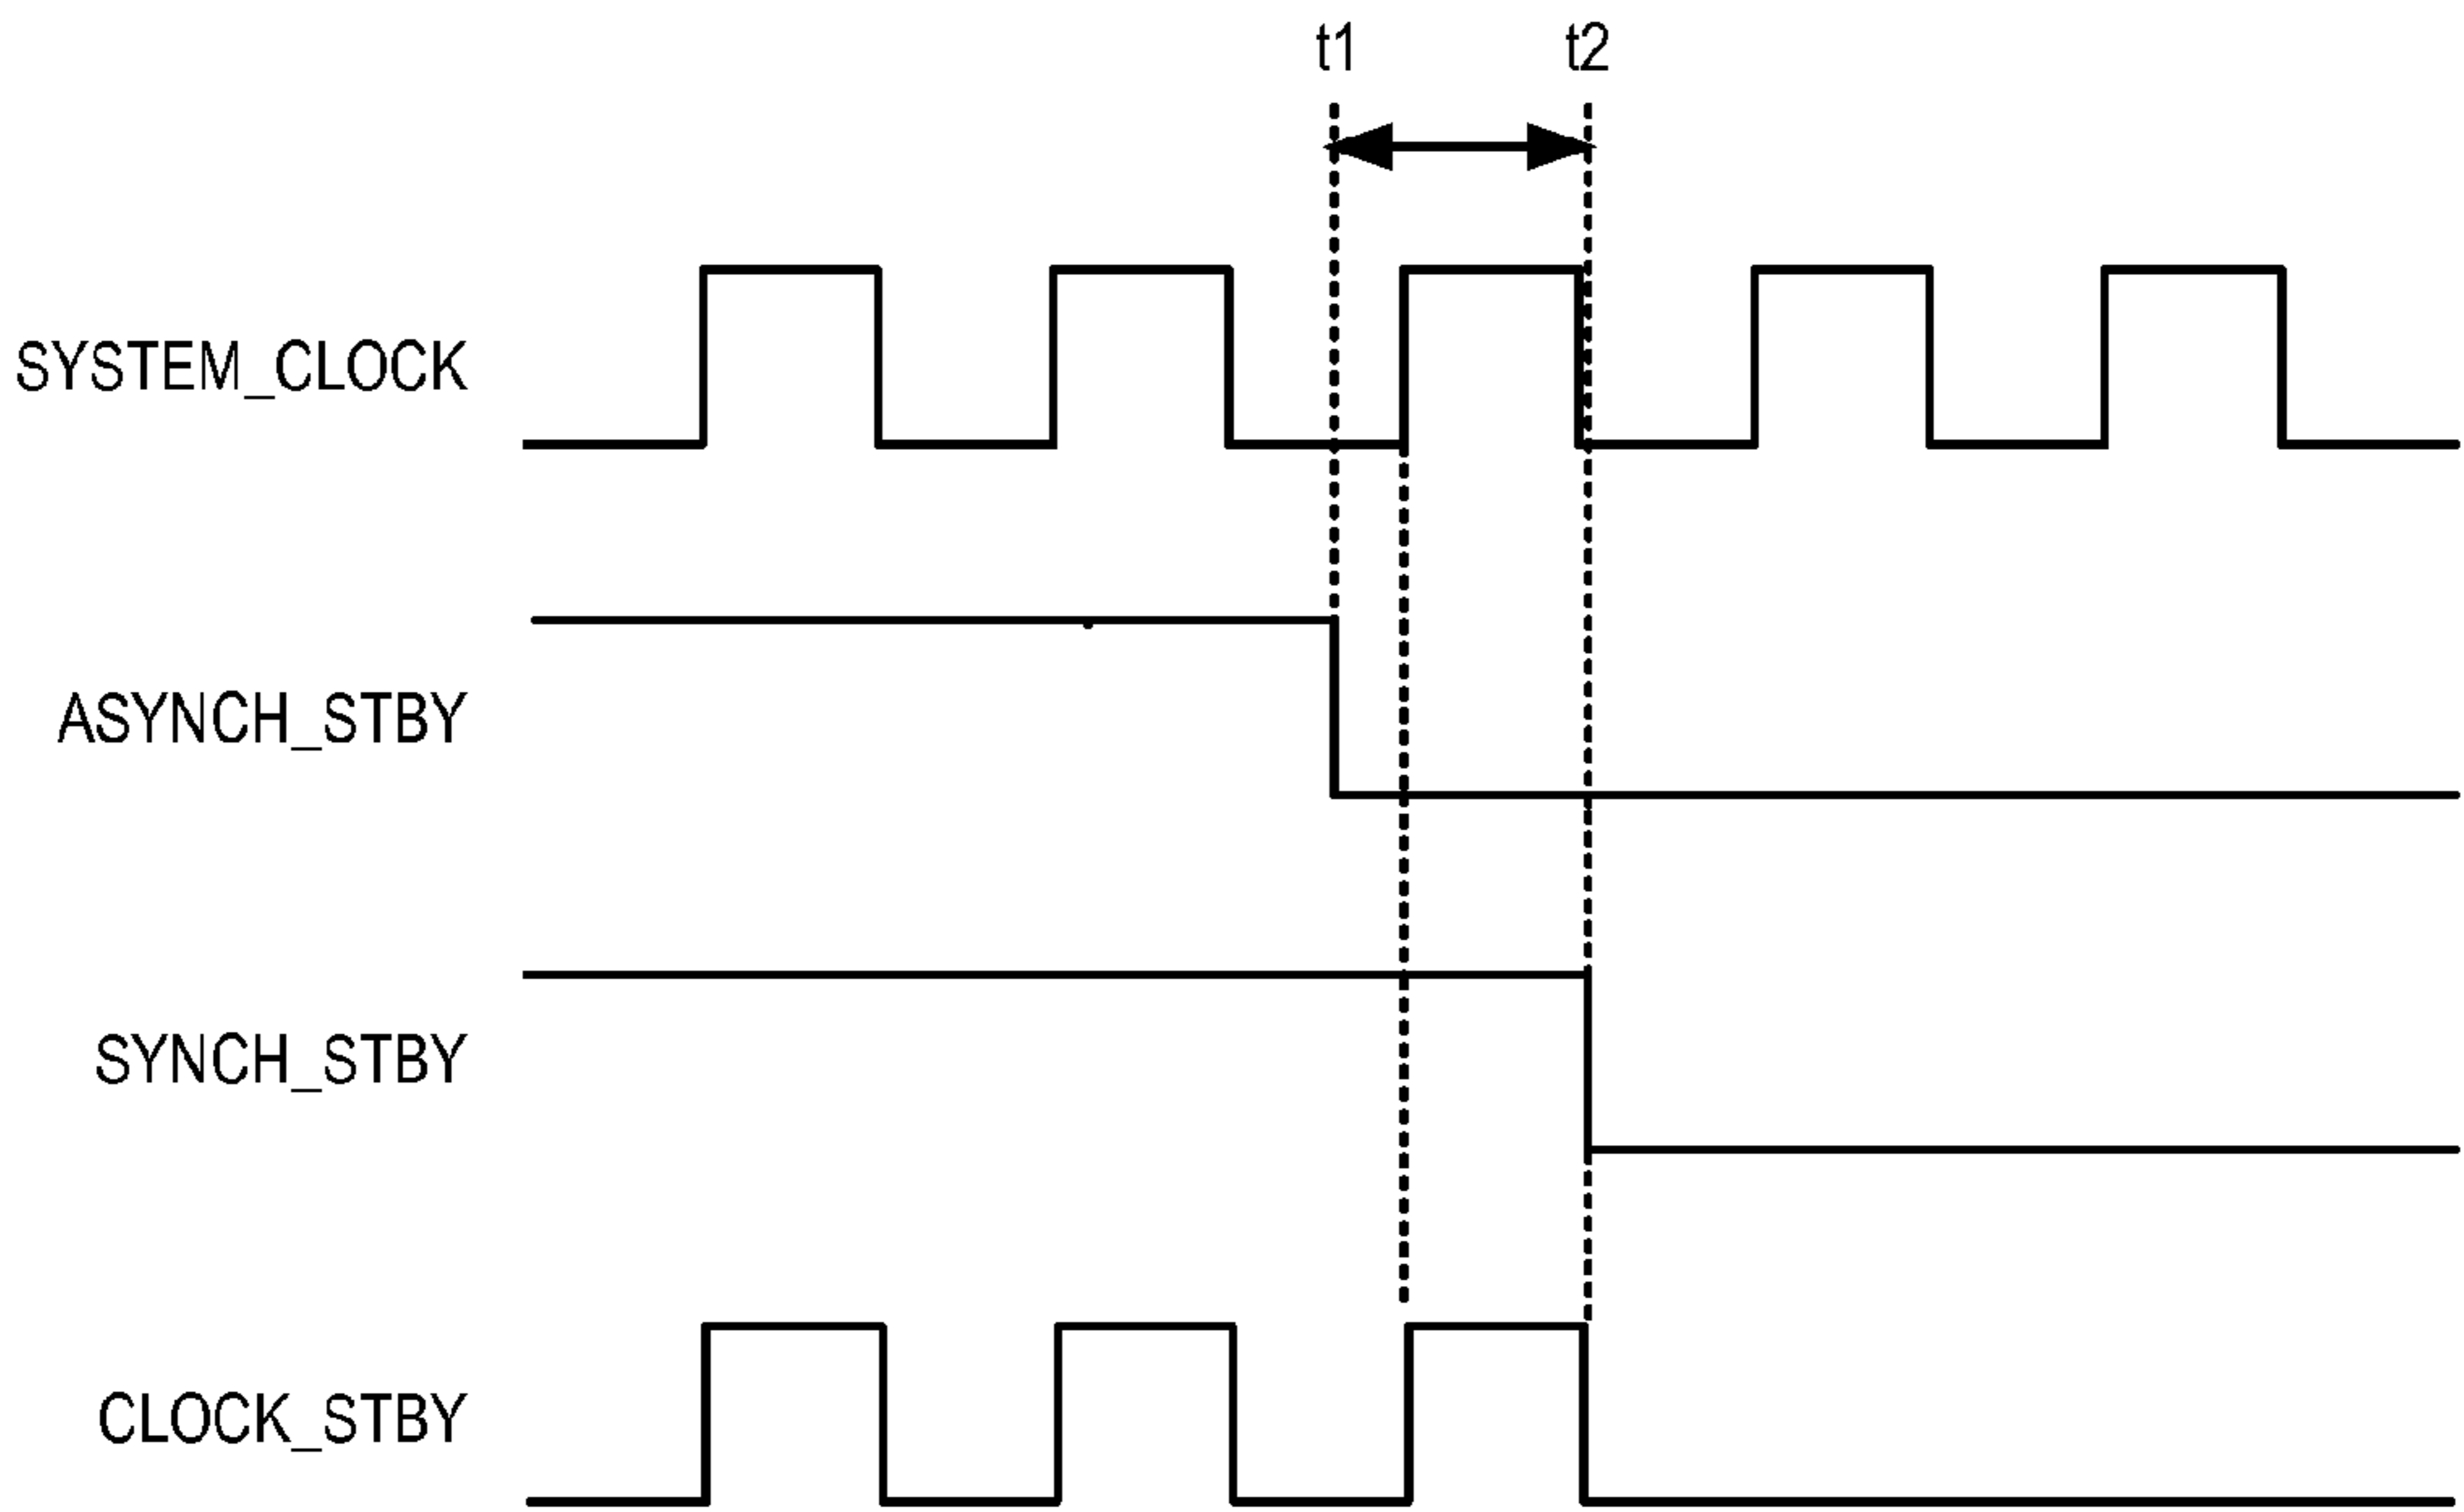 t1 t2
SYSTEM_CLOCK
ASYNCH_STBY
SYNCH_STBY
CLOCK_STBY